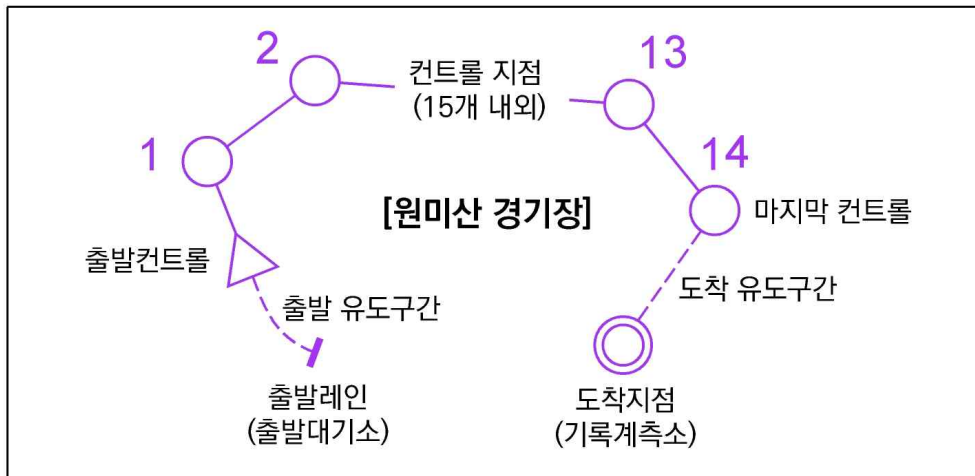 2
컨트롤 지점
(15개 내외)
13
1
14
[원미산 경기장]
마지막 컨트롤
출발컨트롤
출발 유도구간
도착 유도구간
출발레인
(출발대기소)
도착지점
(기록계측소)